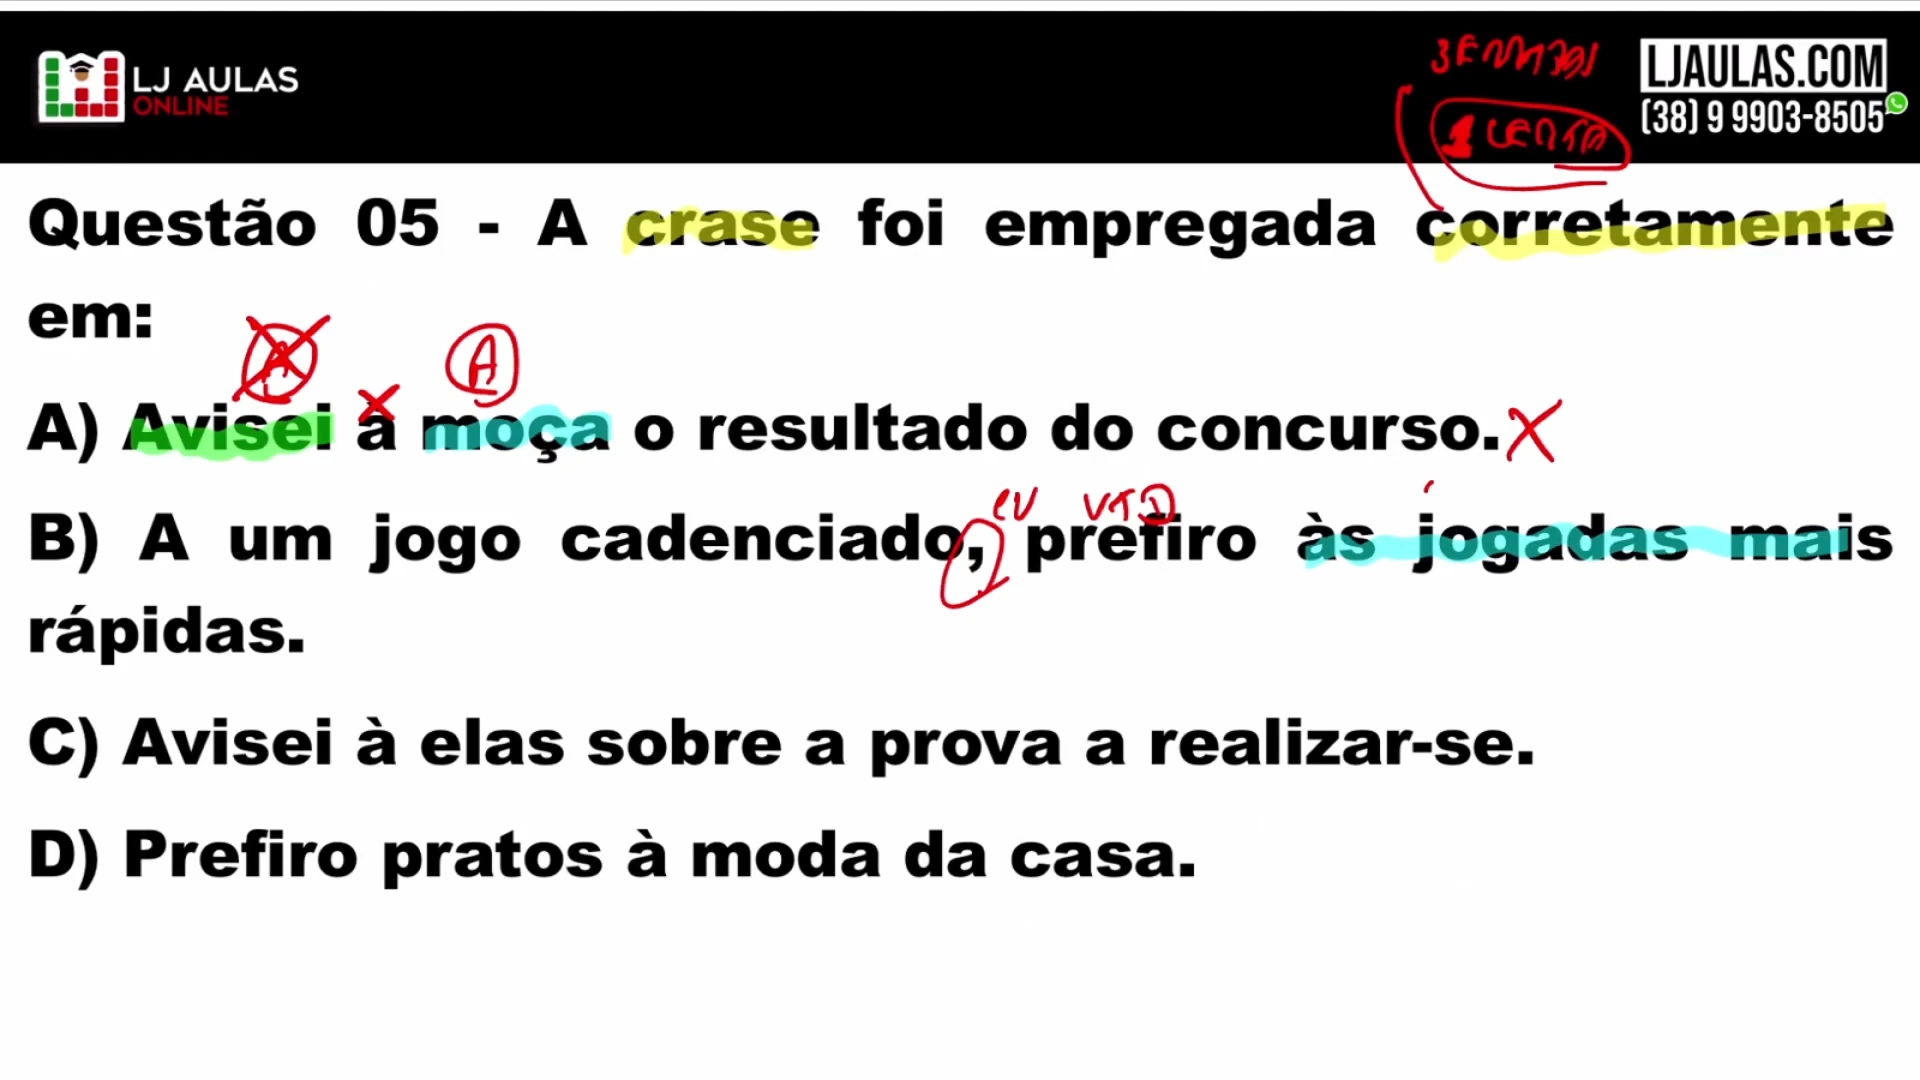 LJ AULAS
ONLINE
LJAULAS.COM
(38) 9 9903-8505
Questão 05 - A crase foi empregada corretamente
em:
A
A
A) Avisei à moça o resultado do concurso.
eu VTD
B) A um jogo cadenciado, prefiro às jogadas mais
rápidas.
C) Avisei à elas sobre a prova a realizar-se.
D) Prefiro pratos à moda da casa.